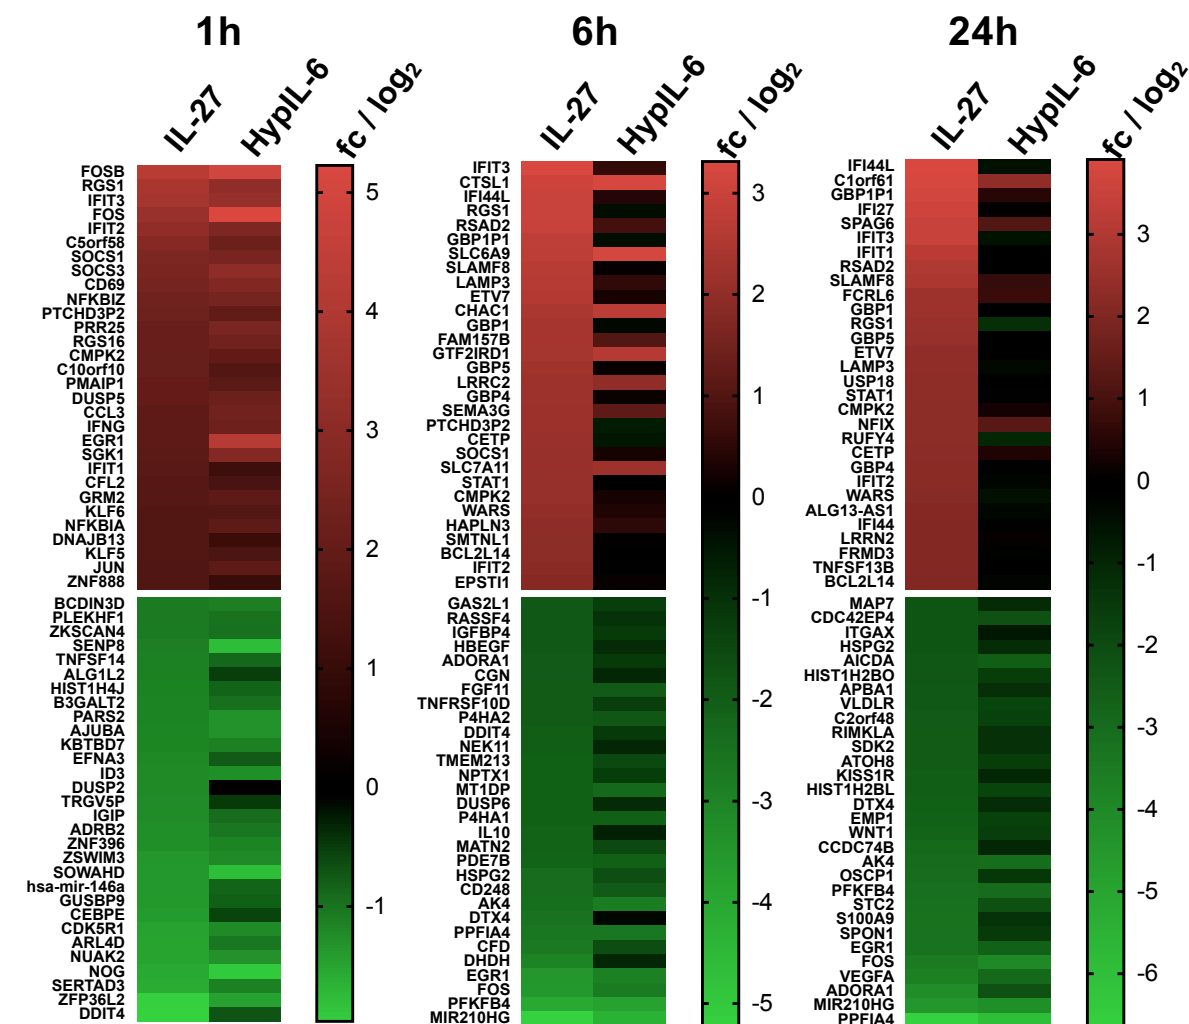 1h
IL-27
HypIL-6
fc / log2
FOSB
RGS1
IFIT3
FOS
IFIT2
C5orf58
SOCS1
SOCS3
CD69
NFKBIZ
PTCHD3P2
PRR25
RGS16
CMPK2
C10orf10
PMAIP1
DUSP5
CCL3
IFNG
EGR1
SGK1
IFIT1
CFL2
GRM2
KLF6
NFKBIA
DNAJB13
KLF5
JUN
ZNF888
BCDIN3D
PLEKHF1
ZKSCAN4
SENP8
TNFSF14
ALG1L2
HIST1H4J
B3GALT2
PARS2
AJUBA
KBTBD7
EFNA3
ID3
DUSP2
TRGV5P
IGIP
ADRB2
ZNF396
ZSWIM3
SOWAHD
hsa-mir-146a
GUSBP9
CEBPE
CDK5R1
ARL4D
NUAK2
NOG
SERTAD3
ZFP36L2
DDIT4
5
4
3
2
1
0
-1
6h
IL-27
HypIL-6
fc / log2
IFIT3
CTSL1
IFI44L
RGS1
RSAD2
GBP1P1
SLC6A9
SLAMF8
LAMP3
ETV7
CHAC1
GBP1
FAM157B
GTF2IRD1
GBP5
LRRC2
GBP4
SEMA3G
PTCHD3P2
CETP
SOCS1
SLC7A11
STAT1
CMPK2
WARS
HAPLN3
SMTNL1
BCL2L14
IFIT2
EPSTI1
GAS2L1
RASSF4
IGFBP4
HBEGF
ADORA1
CGN
FGF11
TNFRSF10D
P4HA2
DDIT4
NEK11
TMEM213
NPTX1
MT1DP
DUSP6
P4HA1
IL10
MATN2
PDE7B
HSPG2
CD248
AK4
DTX4
PPFIA4
CFD
DHDH
EGR1
FOS
PFKFB4
MIR210HG
3
2
1
0
-1
-2
-3
-4
-5
24h
IL-27
HypIL-6
fc / log2
IFI44L
C1orf61
GBP1P1
IFI27
SPAG6
IFIT3
IFIT1
RSAD2
SLAMF8
FCRL6
GBP1
RGS1
GBP5
ETV7
LAMP3
USP18
STAT1
CMPK2
NFIX
RUFY4
CETP
GBP4
IFIT2
WARS
ALG13-AS1
IFI44
LRRN2
FRMD3
TNFSF13B
BCL2L14
MAP7
CDC42EP4
ITGAX
HSPG2
AICDA
HIST1H2BO
APBA1
VLDLR
C2orf48
RIMKLA
SDK2
ATOH8
KISS1R
HIST1H2BL
DTX4
EMP1
WNT1
CCDC74B
AK4
OSCP1
PFKFB4
STC2
S100A9
SPON1
EGR1
FOS
VEGFA
ADORA1
MIR210HG
PPFIA4
3
2
1
0
-1
-2
-3
-4
-5
-6